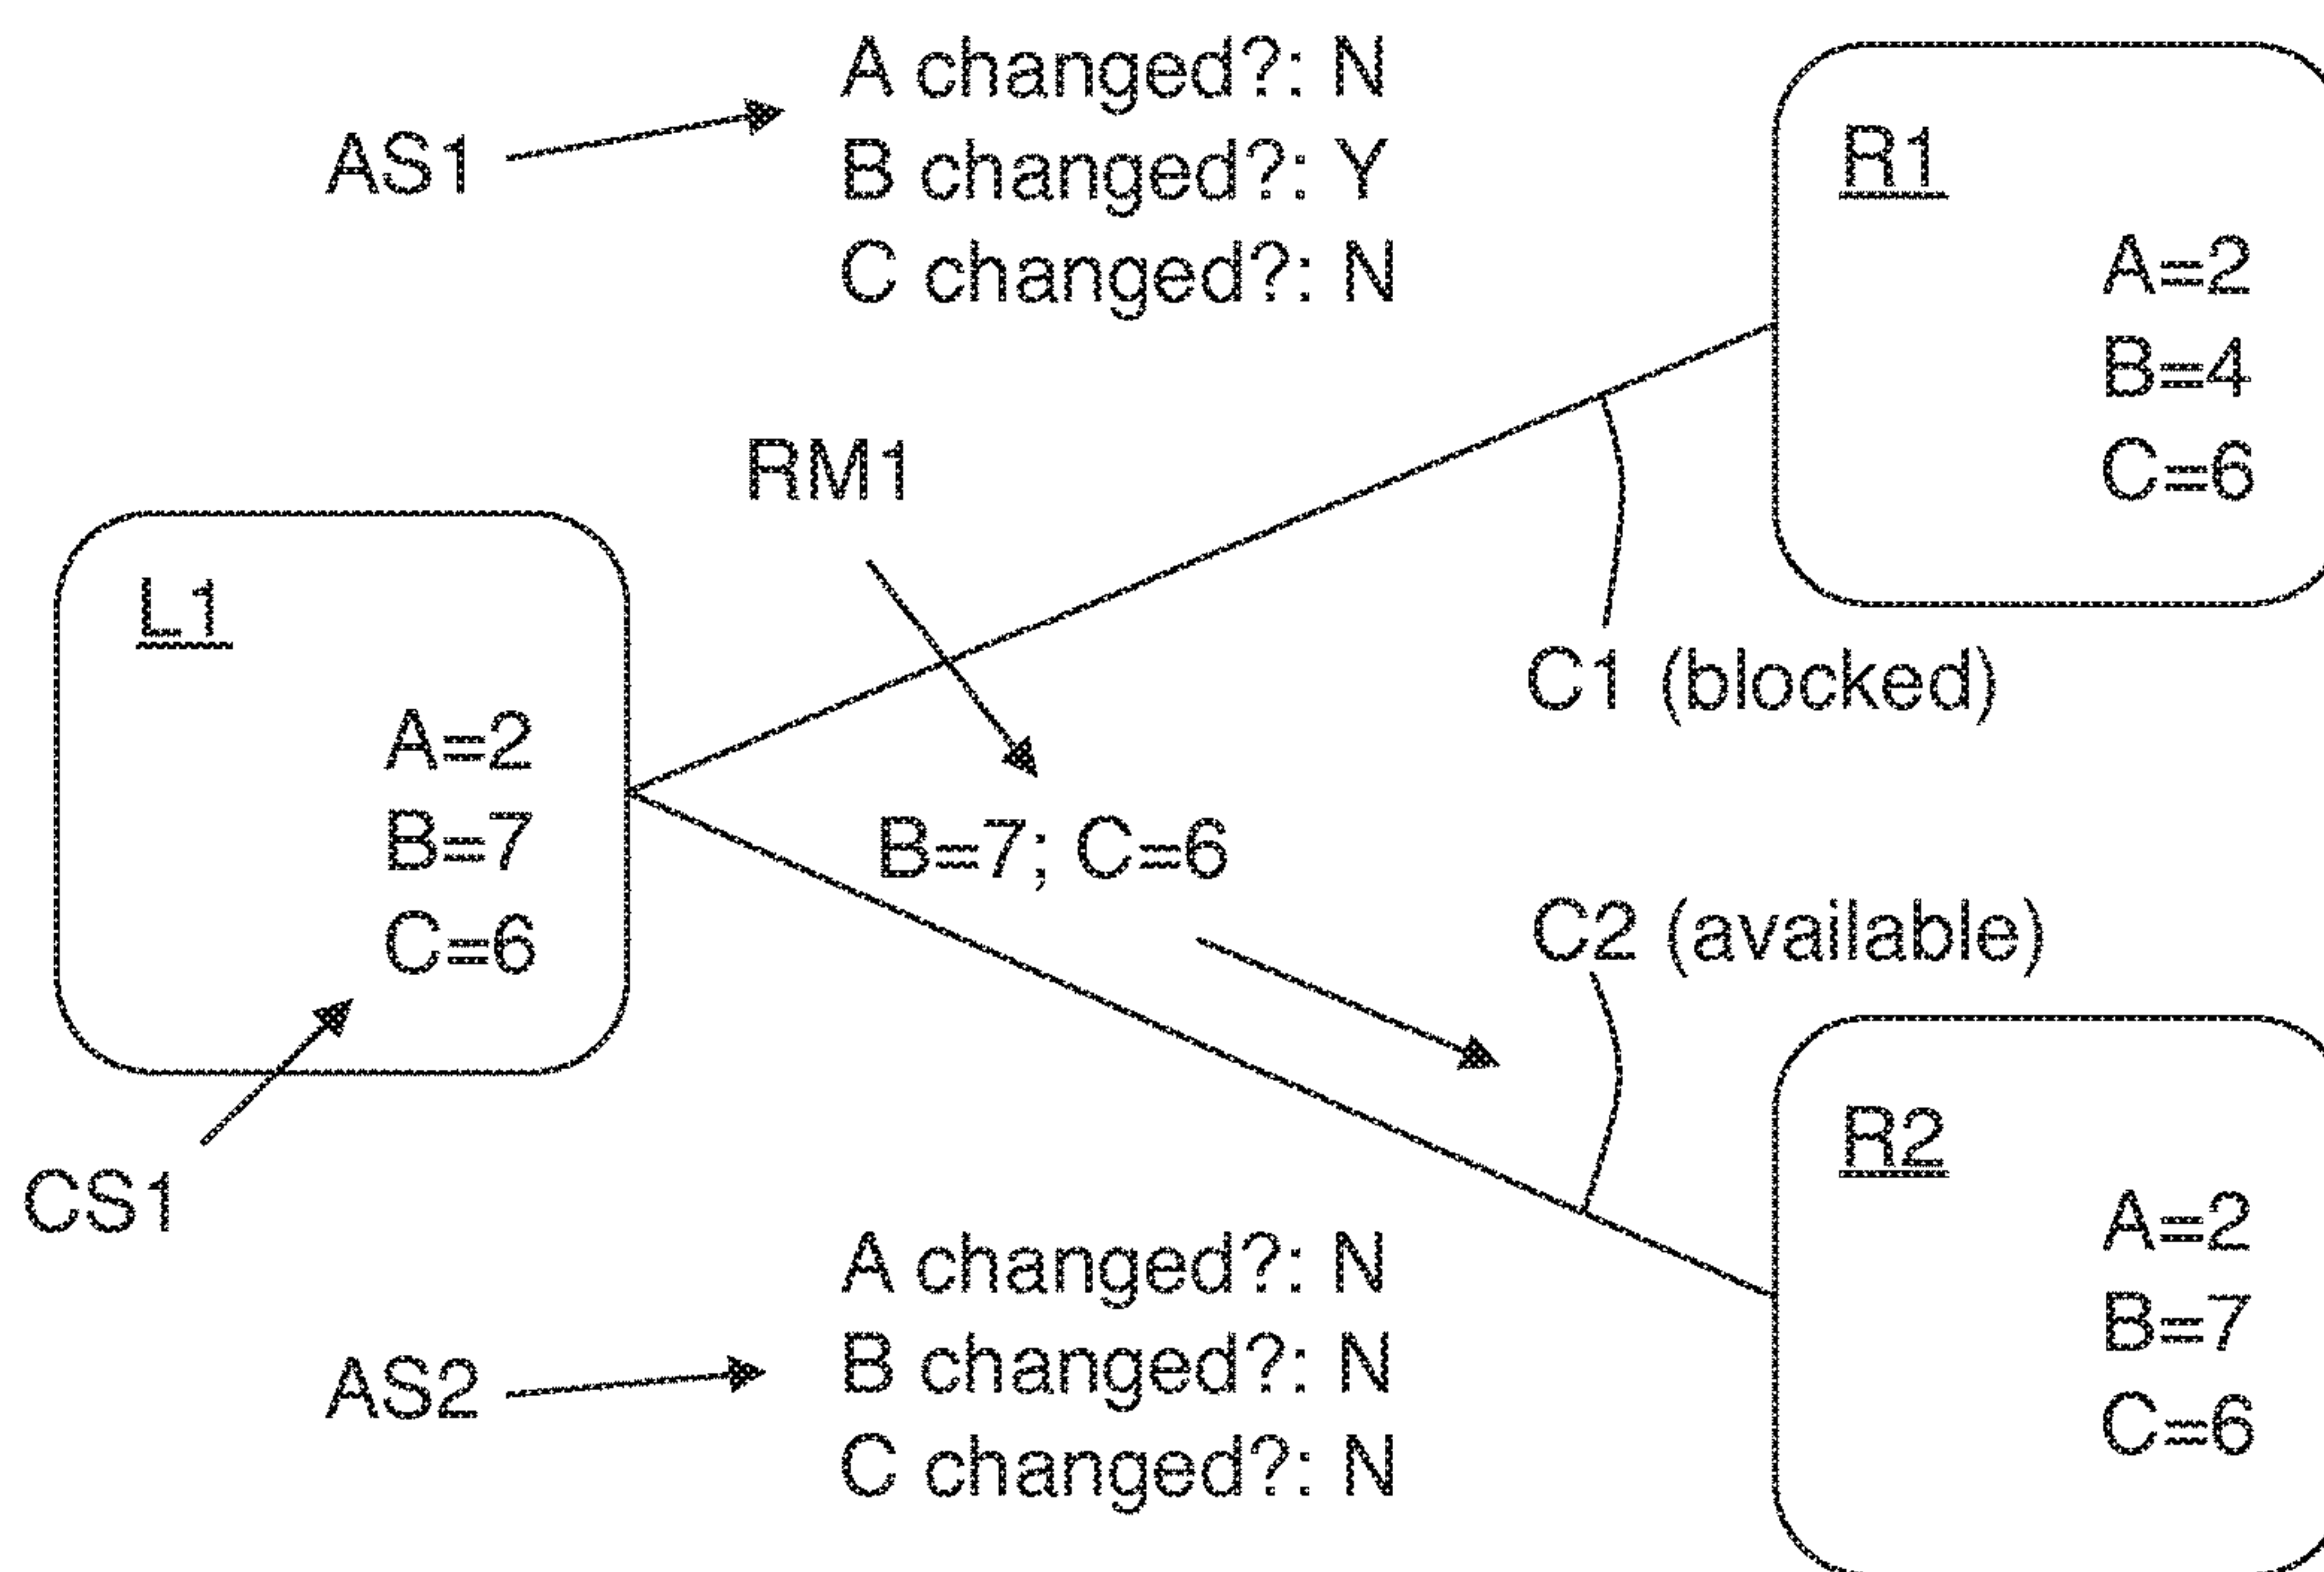 A changed?: N
AS1
B changed?: Y
C changed?: N
R1
A=2
B=4
C=6
RM1
L1
A=2
B=7
C=6
C1 (blocked)
B=7; C=6
C2 (available)
CS1
R2
A=2
B=7
C=6
A changed?: N
AS2
B changed?: N
C changed?: N